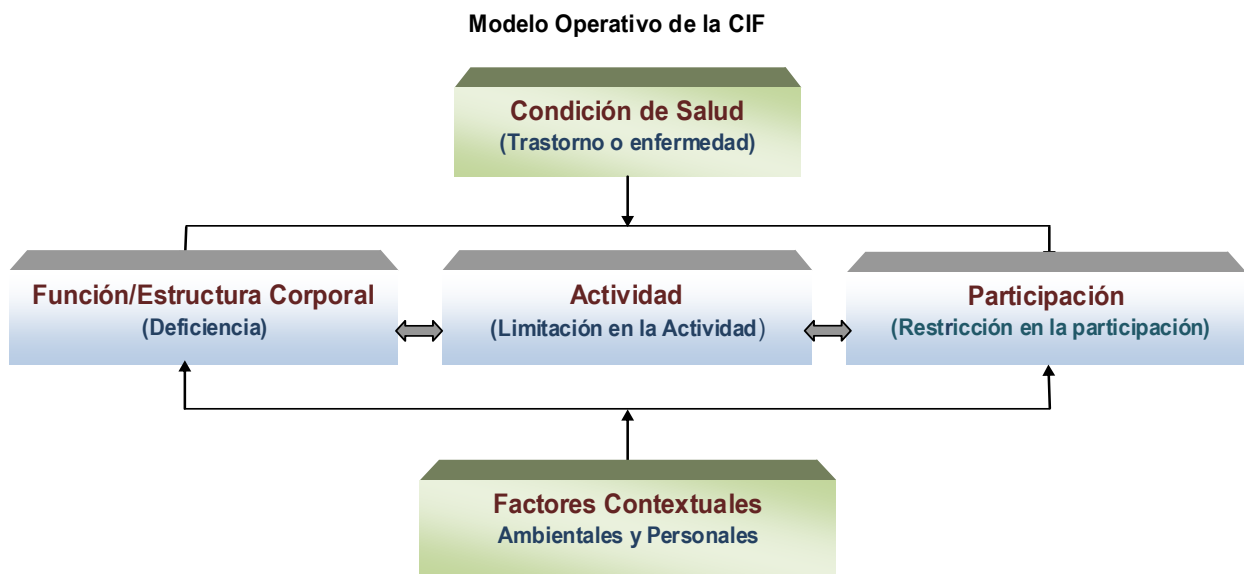 Modelo Operativo de la CIF
Condición de Salud
(Trastorno o enfermedad)
Función/Estructura Corporal
(Deficiencia)
Actividad
(Limitación en la Actividad)
Participación
(Restricción en la participación)
Factores Contextuales
Ambientales y Personales